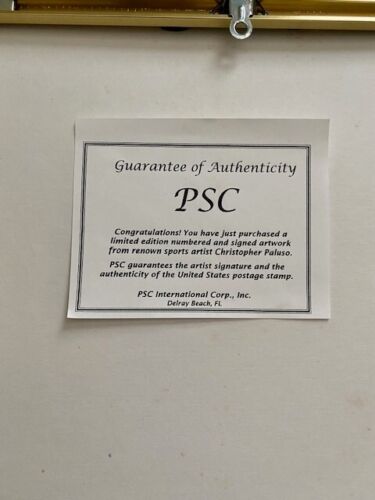 Guarantee of Authenticity
PSC
Congratulations! You have just purchased a
limited edition numbered and signed artwork
from renown sports artist Christopher Paluso.
PSC guarantees the artist signature and the
authenticity of the United States postage stamp.
PSC International Corp., Inc.
Delray Beach, FL